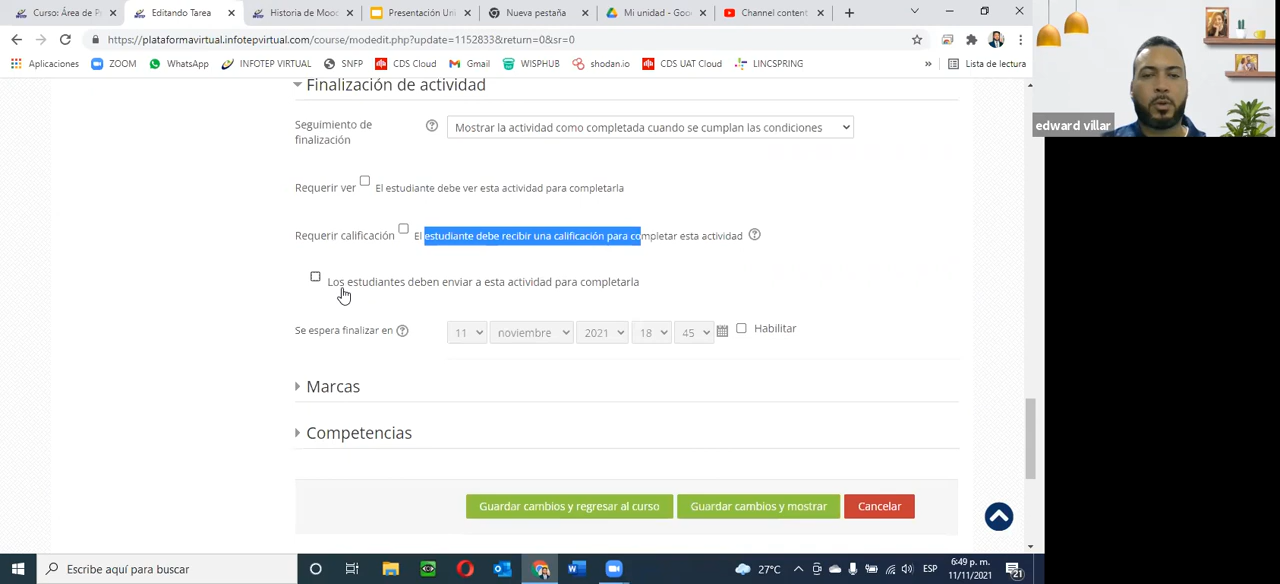 Curso: Área de P
Editando Tarea
Historia de Mooc
Presentación Uni
Nueva pestaña
Mi unidad - Goo
Channel content
https://plataformavirtual.infotepvirtual.com/course/modedit.php?update=1152833&return=0&sr=0
Aplicaciones
ZOOM
WhatsApp
INFOTEP VIRTUAL
SNFP
CDS Cloud
Gmail
WISPHUB
shodan.io
CDS UAT Cloud
LINCSPRING
»
Lista de lectura
edward villar
Finalización de actividad
Seguimiento de
finalización
Mostrar la actividad como completada cuando se cumplan las condiciones
Requerir ver El estudiante debe ver esta actividad para completarla
Requerir calificación El estudiante debe recibir una calificación para completar esta actividad
Los estudiantes deben enviar a esta actividad para completarla
Se espera finalizar en 11 noviembre 2021 18 45 Habilitar
Marcas
Competencias
Guardar cambios y regresar al curso
Guardar cambios y mostrar
Cancelar
Escribe aquí para buscar
27°C
ESP
6:49 p. m.
11/11/2021
21